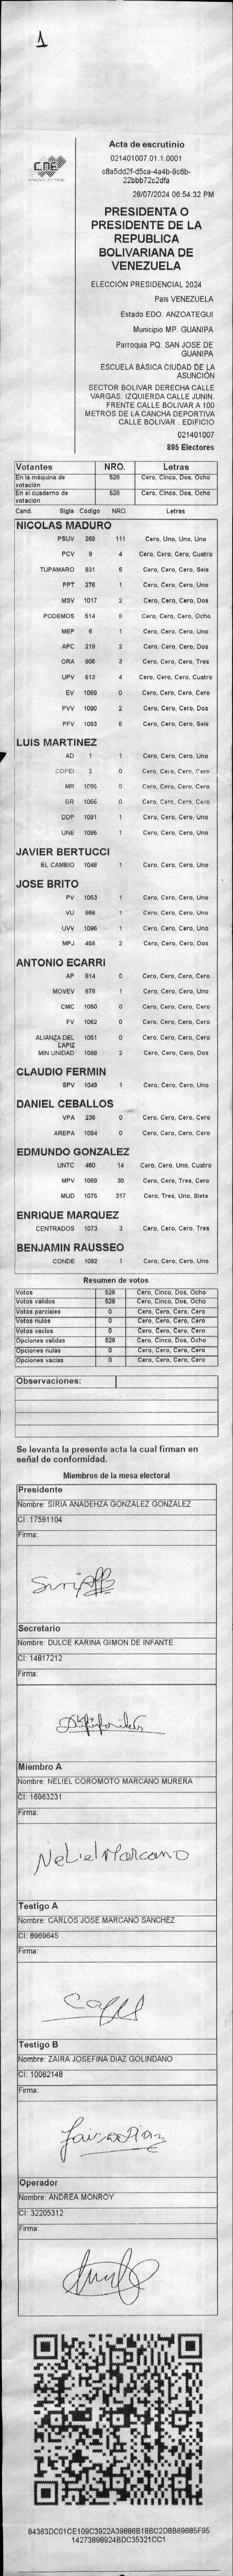 1
CNE
Acta de escrutinio
021401007.01.1.0001
c8a5dd2f-d5ca-4a4b-9c6b-
22bbb72c2dfa
28/07/2024 06:54:32 PM
PRESIDENTA O
PRESIDENTE DE LA
REPUBLICA
BOLIVARIANA DE
VENEZUELA
ELECCIÓN PRESIDENCIAL 2024
País VENEZUELA
Estado EDO. ANZOATEGUI
Municipio MP. GUANIPA
Parroquia PQ. SAN JOSE DE
GUANIPA
ESCUELA BÁSICA CIUDAD DE LA
ASUNCIÓN
SECTOR BOLIVAR DERECHA CALLE
VARGAS. IZQUIERDA CALLE JUNIN.
FRENTE CALLE BOLIVAR A 100
METROS DE LA CANCHA DEPORTIVA
CALLE BOLIVAR . EDIFICIO
021401007
895 Electores
Votantes NRO. Letras
En la máquina de votación 528 Cero, Cinco, Dos, Ocho
En el cuaderno de votación 528 Cero, Cinco, Dos, Ocho
Cand. Sigla Código NRO. Letras
NICOLAS MADURO
PSUV 269 111 Cero, Uno, Uno, Uno
PCV 9 4 Cero, Cero, Cero, Cuatro
TUPAMARO 931 6 Cero, Cero, Cero, Seis
PPT 276 1 Cero, Cero, Cero, Uno
MSV 1017 2 Cero, Cero, Cero, Dos
PODEMOS 514 8 Cero, Cero, Cero, Ocho
MEP 6 1 Cero, Cero, Cero, Uno
APC 219 2 Cero, Cero, Cero, Dos
ORA 906 3 Cero, Cero, Cero, Tres
UPV 513 4 Cero, Cero, Cero, Cuatro
EV 1089 0 Cero, Cero, Cero, Cero
PVV 1090 2 Cero, Cero, Cero, Dos
PFV 1093 6 Cero, Cero, Cero, Seis
LUIS MARTINEZ
AD 1 1 Cero, Cero, Cero, Uno
COPEI 2 0 Cero, Cero, Cero, Cero
MR 1065 0 Cero, Cero, Cero, Cero
BR 1066 0 Cero, Cero, Cero, Cero
DDP 1091 1 Cero, Cero, Cero, Uno
UNE 1095 1 Cero, Cero, Cero, Uno
JAVIER BERTUCCI
EL CAMBIO 1048 1 Cero, Cero, Cero, Uno
JOSE BRITO
PV 1053 1 Cero, Cero, Cero, Uno
VU 868 1 Cero, Cero, Cero, Uno
UVV 1096 1 Cero, Cero, Cero, Uno
MPJ 458 2 Cero, Cero, Cero, Dos
ANTONIO ECARRI
AP 814 0 Cero, Cero, Cero, Cero
MOVEV 878 1 Cero, Cero, Cero, Uno
CMC 1050 0 Cero, Cero, Cero, Cero
FV 1062 0 Cero, Cero, Cero, Cero
ALIANZA DEL LAPIZ 1051 0 Cero, Cero, Cero, Cero
MIN UNIDAD 1068 2 Cero, Cero, Cero, Dos
CLAUDIO FERMIN
SPV 1049 1 Cero, Cero, Cero, Uno
DANIEL CEBALLOS
VPA 236 0 Cero, Cero, Cero, Cero
AREPA 1094 0 Cero, Cero, Cero, Cero
EDMUNDO GONZALEZ
UNTC 460 14 Cero, Cero, Uno, Cuatro
MPV 1069 30 Cero, Cero, Tres, Cero
MUD 1075 317 Cero, Tres, Uno, Siete
ENRIQUE MARQUEZ
CENTRADOS 1073 3 Cero, Cero, Cero, Tres
BENJAMIN RAUSSEO
CONDE 1092 1 Cero, Cero, Cero, Uno
Resumen de votos
Votos 528 Cero, Cinco, Dos, Ocho
Votos válidos 528 Cero, Cinco, Dos, Ocho
Votos parciales 0 Cero, Cero, Cero, Cero
Votos nulos 0 Cero, Cero, Cero, Cero
Votos vacíos 0 Cero, Cero, Cero, Cero
Opciones válidas 528 Cero, Cinco, Dos, Ocho
Opciones nulas 0 Cero, Cero, Cero, Cero
Opciones vacías 0 Cero, Cero, Cero, Cero
Observaciones:
Se levanta la presente acta la cual firman en
señal de conformidad.
Miembros de la mesa electoral
Presidente
Nombre: SIRIA ANADEHZA GONZALEZ GONZALEZ
CI: 17591104
Firma:
Secretario
Nombre: DULCE KARINA GIMON DE INFANTE
CI: 14817212
Firma:
Miembro A
Nombre: NELIEL COROMOTO MARCANO MURERA
CI: 16963231
Firma:
Neliel Marcano
Testigo A
Nombre: CARLOS JOSE MARCANO SANCHEZ
CI: 8969645
Firma:
Testigo B
Nombre: ZAIRA JOSEFINA DIAZ GOLINDANO
CI: 10062148
Firma:
Operador
Nombre: ANDREA MONROY
CI: 32205312
Firma:
84363DC01CE109C3922A39886B18BC2D8B69685F95
14273898924BDC35321CC1